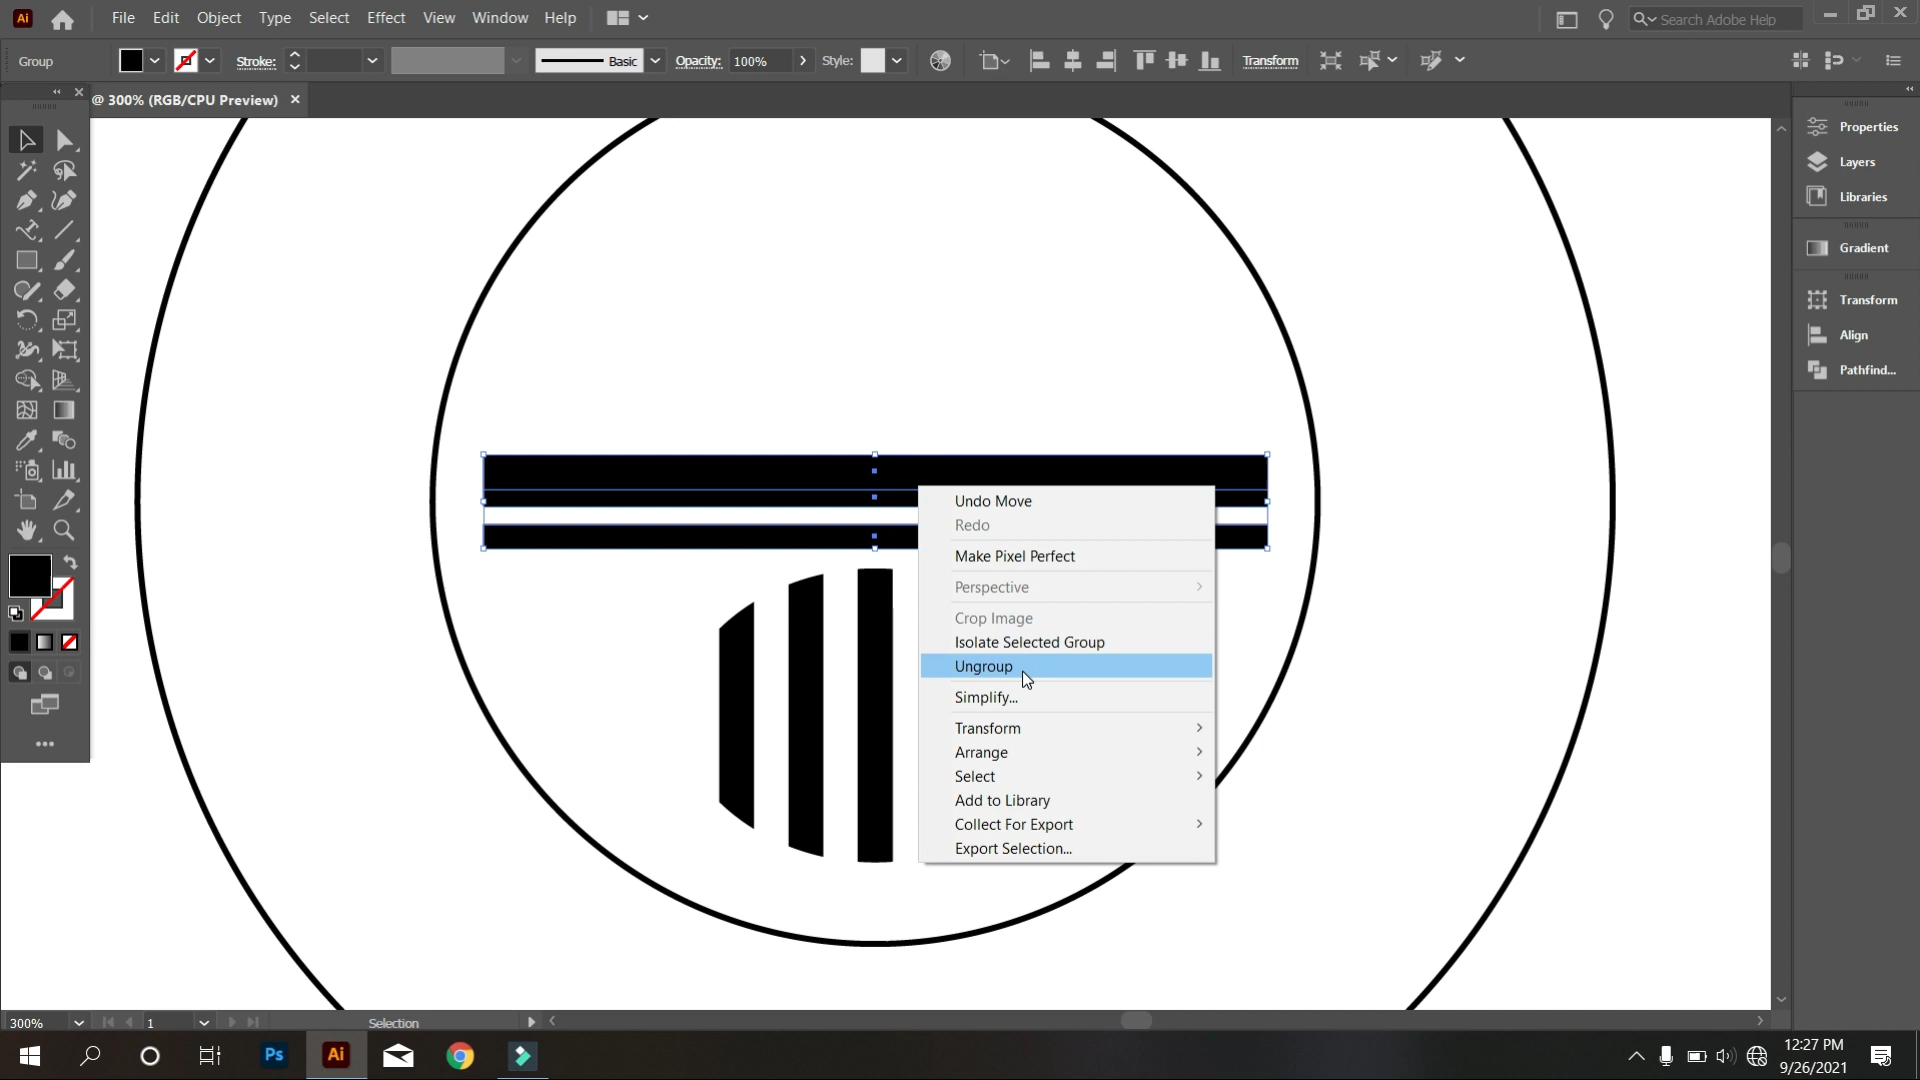 Ai File Edit Object Type Select Effect View Window Help Search Adobe Help
Group Stroke: Basic Opacity: 100% Style: Transform
@ 300% (RGB/CPU Preview)
Properties
Layers
Libraries
Gradient
Transform
Align
Pathfind...
Undo Move
Redo
Make Pixel Perfect
Perspective
Crop Image
Isolate Selected Group
Ungroup
Simplify...
Transform
Arrange
Select
Add to Library
Collect For Export
Export Selection...
300% 1 Selection
Ps Ai
12:27 PM
9/26/2021